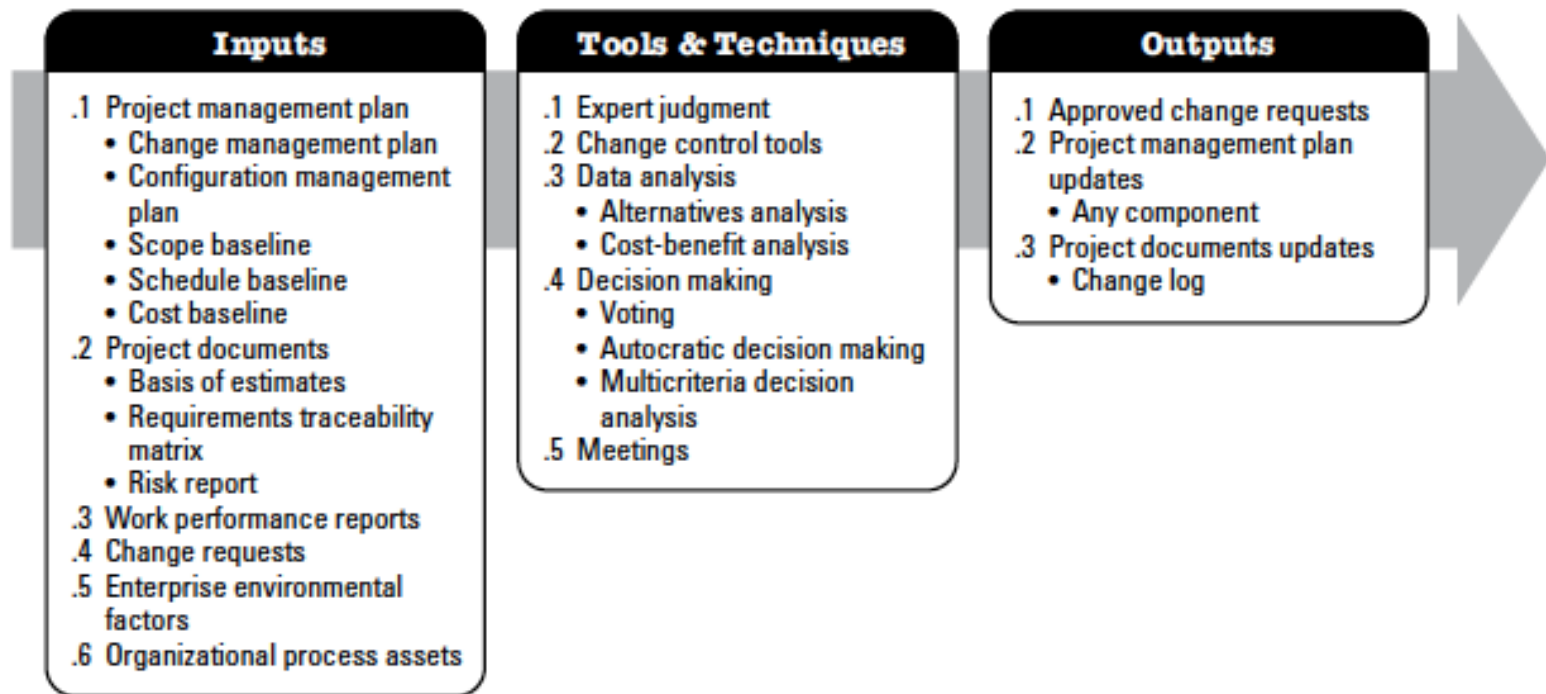 Inputs
.1 Project management plan
• Change management plan
• Configuration management
plan
• Scope baseline
• Schedule baseline
• Cost baseline
.2 Project documents
• Basis of estimates
• Requirements traceability
matrix
• Risk report
.3 Work performance reports
.4 Change requests
.5 Enterprise environmental
factors
.6 Organizational process assets
Tools & Techniques
.1 Expert judgment
.2 Change control tools
.3 Data analysis
• Alternatives analysis
• Cost-benefit analysis
.4 Decision making
• Voting
• Autocratic decision making
• Multicriteria decision
analysis
.5 Meetings
Outputs
.1 Approved change requests
.2 Project management plan
updates
• Any component
.3 Project documents updates
• Change log